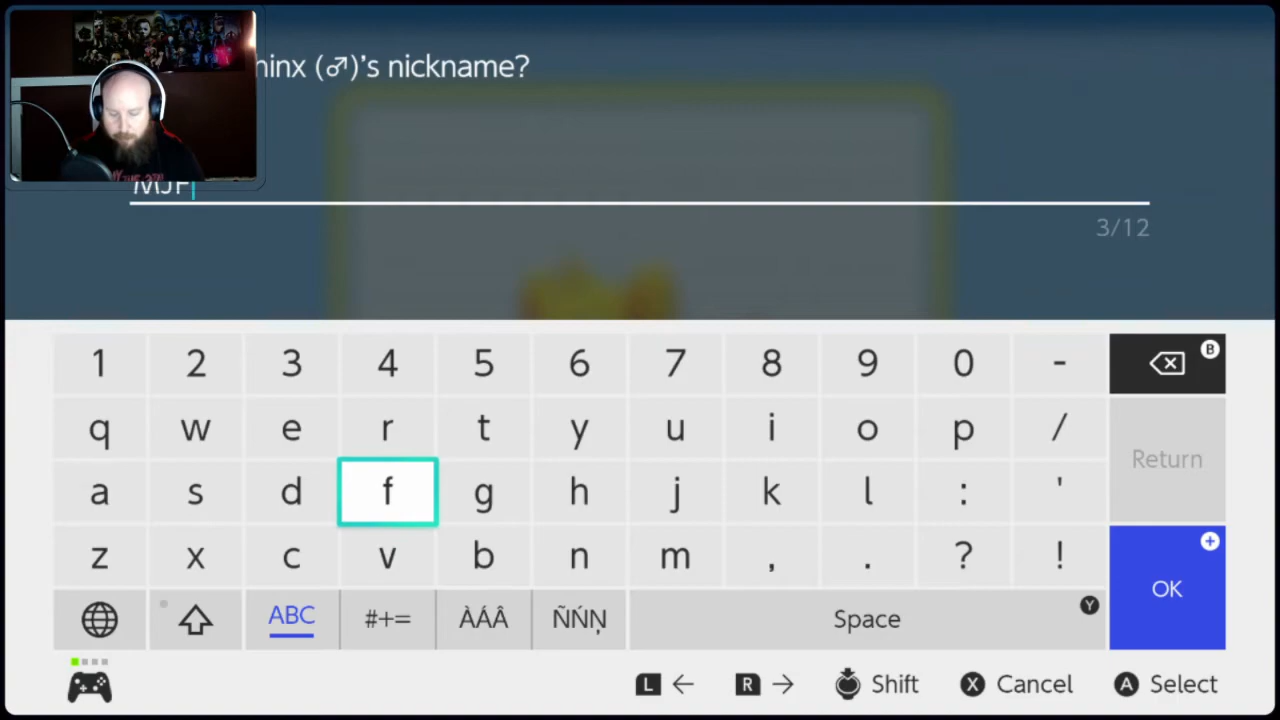 hinx (♂)'s nickname?
MJF
3/12
1 2 3 4 5 6 7 8 9 0 - B
q w e r t y u i o p / Return
a s d f g h j k l : '
z x c v b n m , . ? ! + OK
ABC #+= ÀÁÂ ÑŃŅ Space Y
L ← R → Shift X Cancel A Select